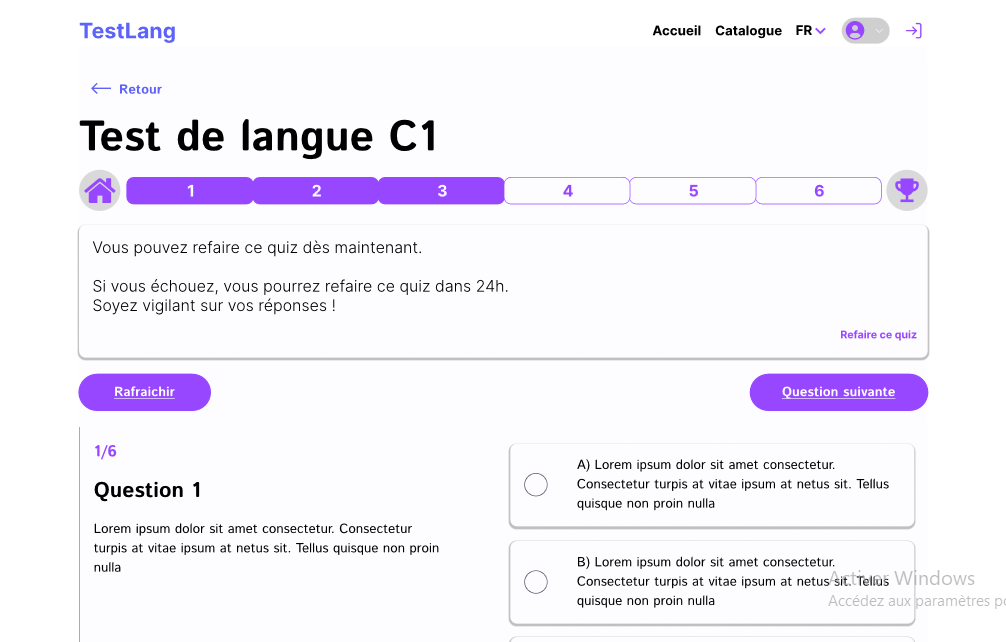 TestLang
Accueil Catalogue FR
Retour
Test de langue C1
1 2 3 4 5 6
Vous pouvez refaire ce quiz dès maintenant.
Si vous échouez, vous pourrez refaire ce quiz dans 24h.
Soyez vigilant sur vos réponses !
Refaire ce quiz
Rafraichir
Question suivante
1/6
Question 1
Lorem ipsum dolor sit amet consectetur. Consectetur
turpis at vitae ipsum at netus sit. Tellus quisque non proin
nulla
A) Lorem ipsum dolor sit amet consectetur.
Consectetur turpis at vitae ipsum at netus sit. Tellus
quisque non proin nulla
B) Lorem ipsum dolor sit amet consectetur.
Consectetur turpis at vitae ipsum at netus sit. Tellus
quisque non proin nulla
Activer Windows
Accédez aux paramètres